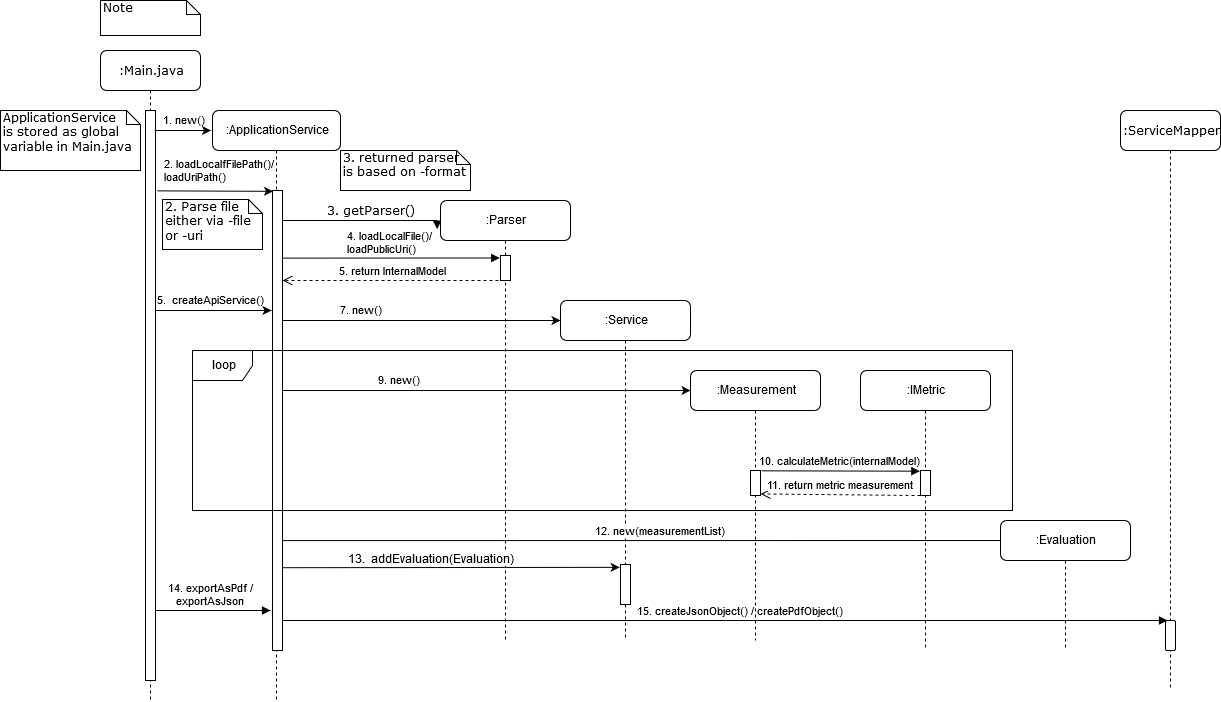 Note
:Main.java
ApplicationService
is stored as global
variable in Main.java
1. new()
:ApplicationService
:ServiceMapper
2. loadLocalfFilePath()/
loadUriPath()
3. returned parser
is based on -format
2. Parse file
either via -file
or -uri
3. getParser()
:Parser
4. loadLocalFile()/
loadPublicUri()
5. return InternalModel
5. createApiService()
7. new()
:Service
loop
9. new()
:Measurement
:IMetric
10. calculateMetric(internalModel)
11. return metric measurement
12. new(measurementList)
:Evaluation
13. addEvaluation(Evaluation)
14. exportAsPdf /
exportAsJson
15. createJsonObject() / createPdfObject()